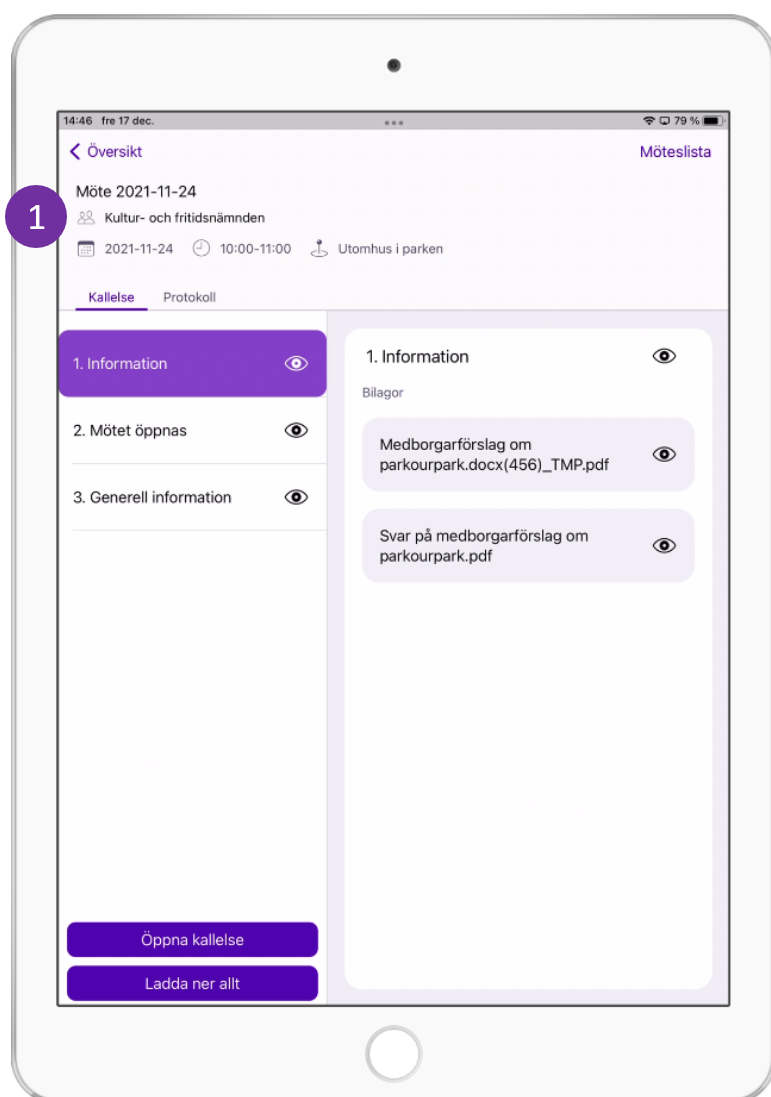 14:46 fre 17 dec.
79 %
Översikt
Möteslista
Möte 2021-11-24
1
Kultur- och fritidsnämnden
2021-11-24 10:00-11:00 Utomhus i parken
Kallelse Protokoll
1. Information
2. Mötet öppnas
3. Generell information
1. Information
Bilagor
Medborgarförslag om
parkourpark.docx(456)_TMP.pdf
Svar på medborgarförslag om
parkourpark.pdf
Öppna kallelse
Ladda ner allt